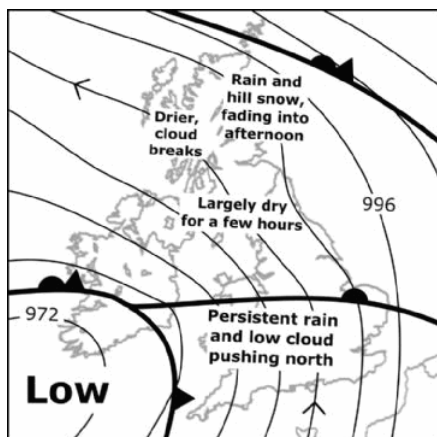 Rain and
hill snow,
fading into
afternoon
Drier,
cloud
breaks
Largely dry
for a few hours
996
972
Persistent rain
and low cloud
pushing north
Low